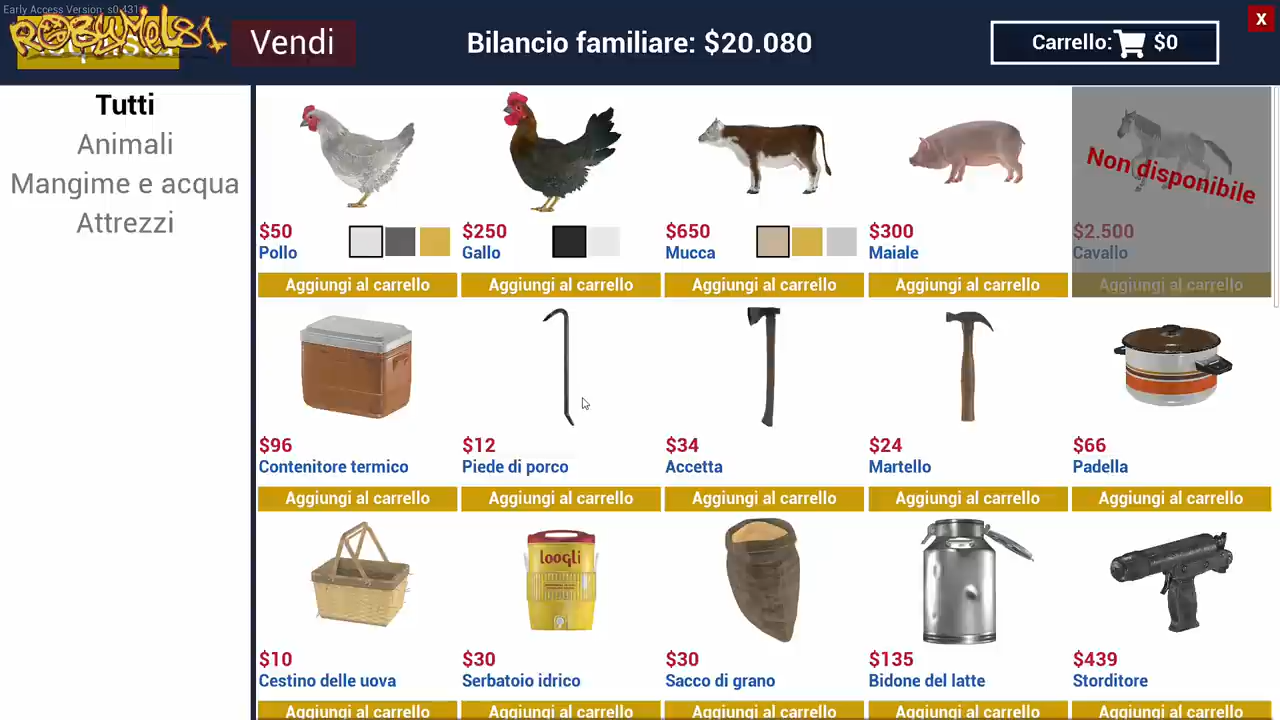 Early Access Version: s0.431
RobyMel81
Vendi
Bilancio familiare: $20.080
Carrello: $0
X
Tutti
Animali
Mangime e acqua
Attrezzi
$50
Pollo
Aggiungi al carrello
$250
Gallo
Aggiungi al carrello
$650
Mucca
Aggiungi al carrello
$300
Maiale
Aggiungi al carrello
Non disponibile
$2.500
Cavallo
Aggiungi al carrello
$96
Contenitore termico
Aggiungi al carrello
$12
Piede di porco
Aggiungi al carrello
$34
Accetta
Aggiungi al carrello
$24
Martello
Aggiungi al carrello
$66
Padella
Aggiungi al carrello
loogli
$10
Cestino delle uova
Aggiungi al carrello
$30
Serbatoio idrico
Aggiungi al carrello
$30
Sacco di grano
Aggiungi al carrello
$135
Bidone del latte
Aggiungi al carrello
$439
Storditore
Aggiungi al carrello